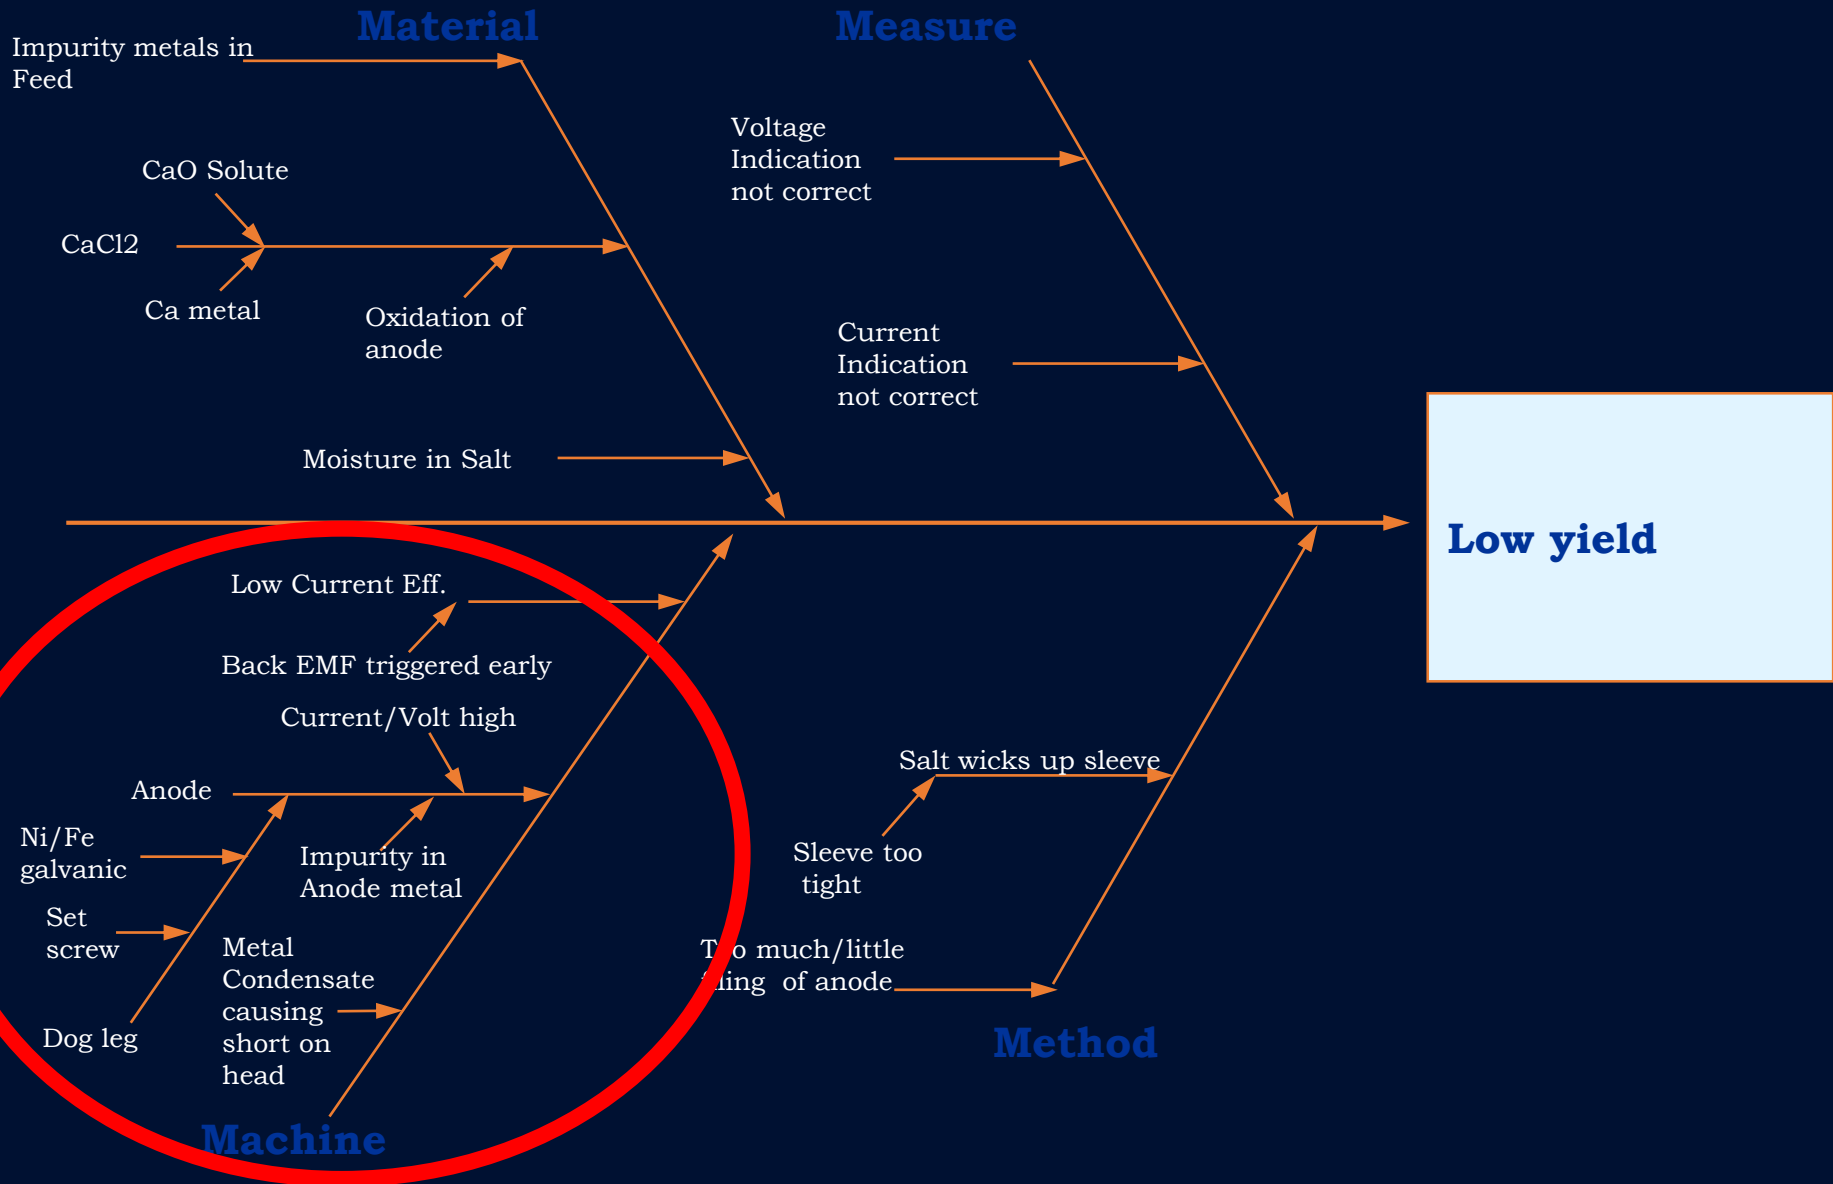 Material
Measure
Impurity metals in
Feed
Voltage
Indication
not correct
CaO Solute
CaCl2
Ca metal
Oxidation of
anode
Current
Indication
not correct
Moisture in Salt
Low yield
Low Current Eff.
Back EMF triggered early
Current/Volt high
Anode
Ni/Fe
galvanic
Impurity in
Anode metal
Set
screw
Metal
Condensate
causing
short on
head
Dog leg
Machine
Salt wicks up sleeve
Sleeve too
tight
Too much/little
of anode
Method